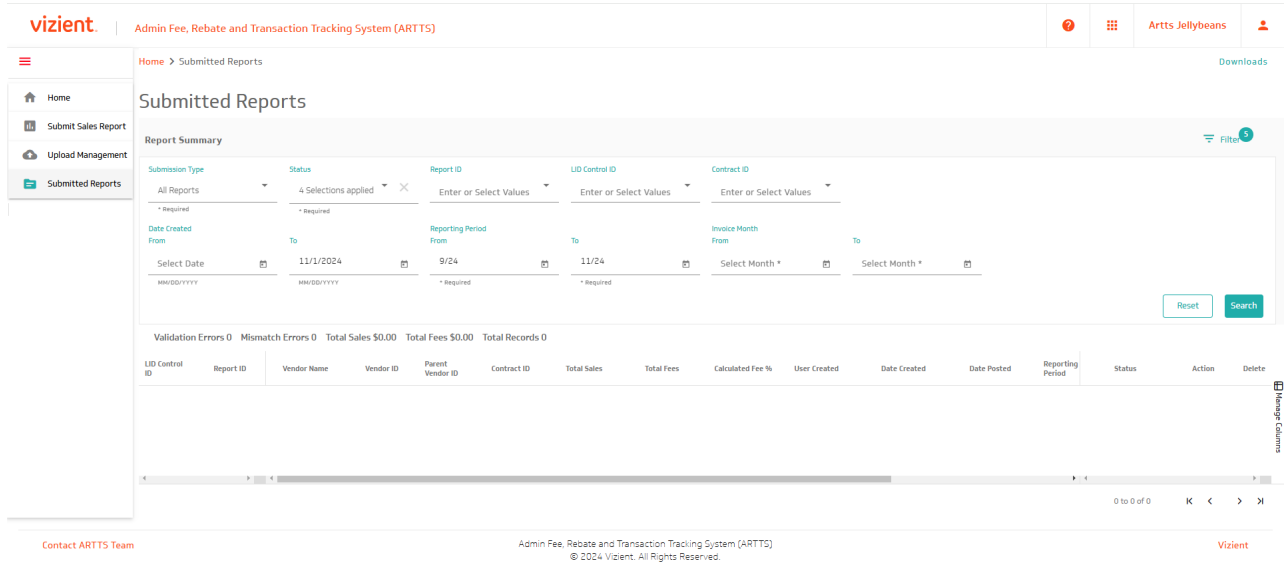 vizient.
Admin Fee, Rebate and Transaction Tracking System (ARTTS)
?
Artts Jellybeans
Home > Submitted Reports
Downloads
Home
Submit Sales Report
Upload Management
Submitted Reports
Submitted Reports
Report Summary
Filter 5
Submission Type
Status
Report ID
LID Control ID
Contract ID
All Reports
4 Selections applied
Enter or Select Values
Enter or Select Values
Enter or Select Values
* Required
* Required
Date Created
Reporting Period
Invoice Month
From
To
From
To
From
To
Select Date
11/1/2024
9/24
11/24
Select Month *
Select Month *
MM/DD/YYYY
MM/DD/YYYY
* Required
* Required
Reset
Search
Validation Errors 0 Mismatch Errors 0 Total Sales $0.00 Total Fees $0.00 Total Records 0
LID Control ID
Report ID
Vendor Name
Vendor ID
Parent Vendor ID
Contract ID
Total Sales
Total Fees
Calculated Fee %
User Created
Date Created
Date Posted
Reporting Period
Status
Action
Delete
Manage Columns
0 to 0 of 0
Contact ARTTS Team
Admin Fee, Rebate and Transaction Tracking System (ARTTS)
© 2024 Vizient. All Rights Reserved.
Vizient